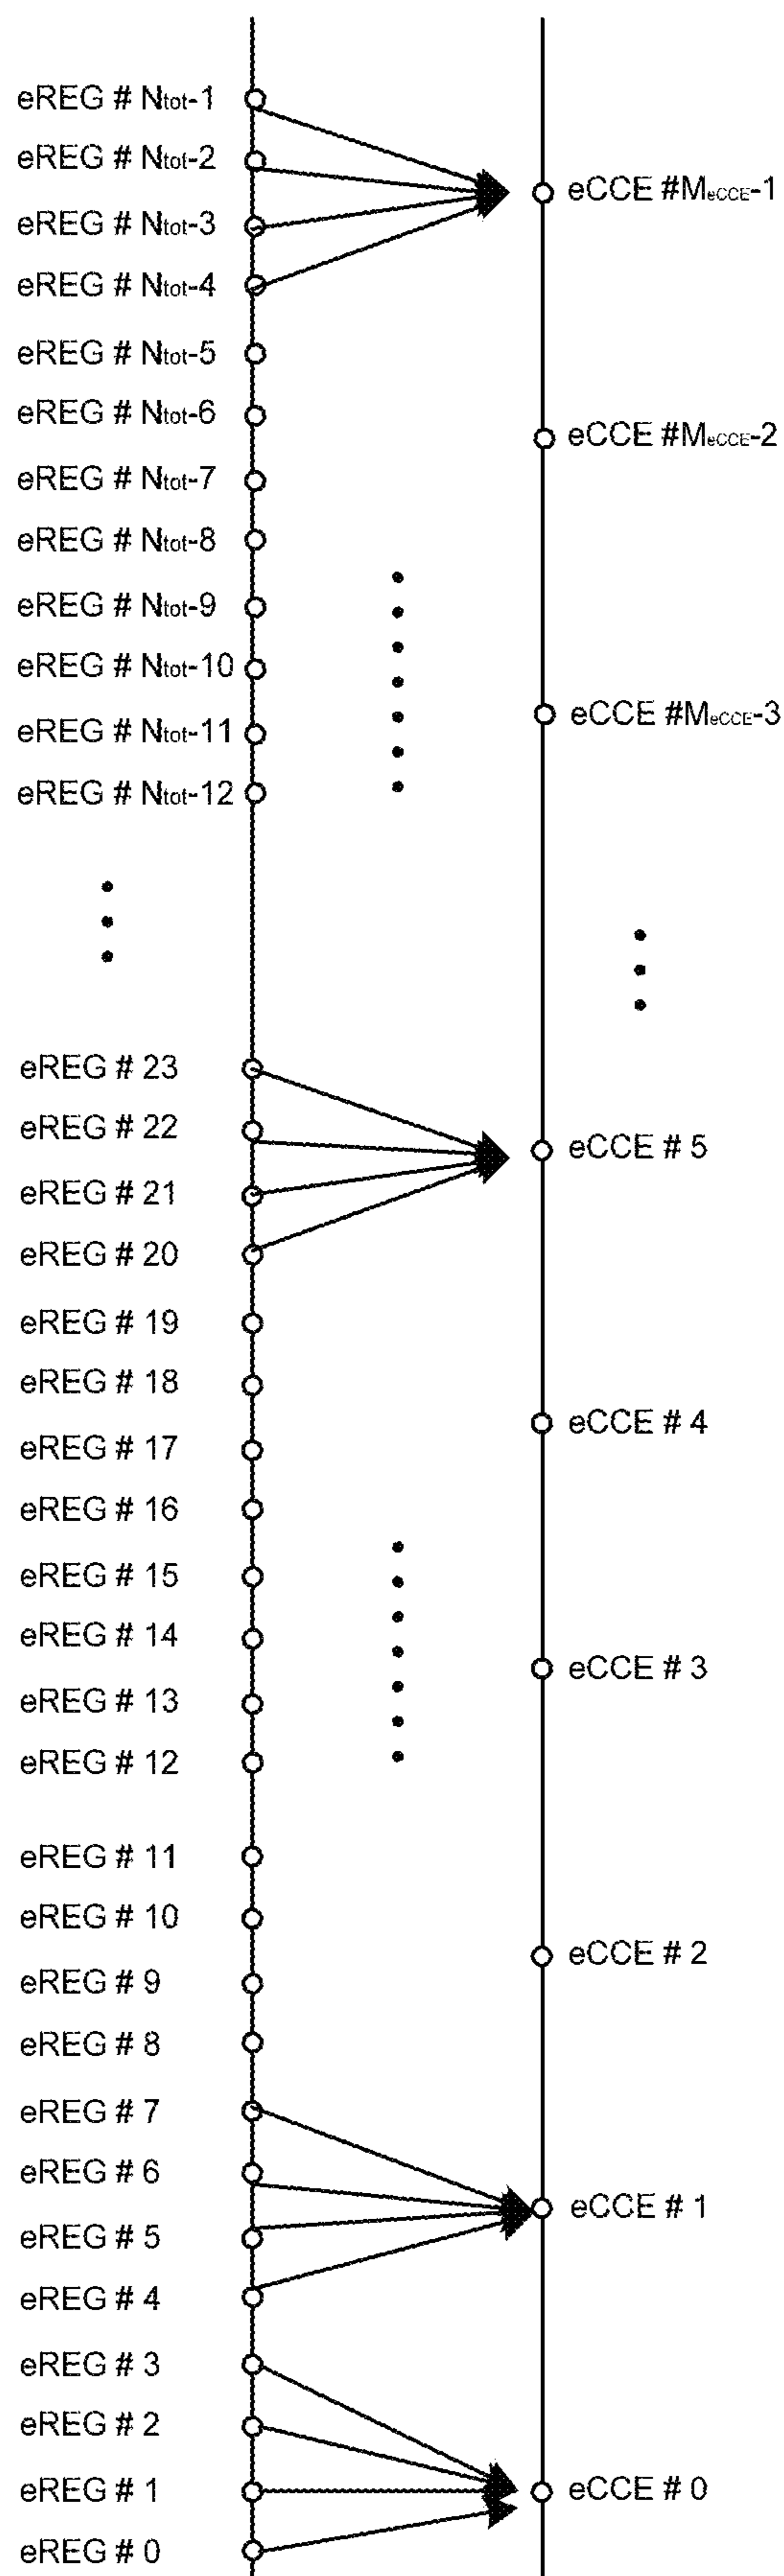 eREG # Ntot-1
eREG # Ntot-2
eCCE #MeCCE-1
eREG # Ntot-3
eREG # Ntot-4
eREG # Ntot-5
eREG # Ntot-6
eCCE #MeCCE-2
eREG # Ntot-7
eREG # Ntot-8
eREG # Ntot-9
eREG # Ntot-10
eCCE #MeCCE-3
eREG # Ntot-11
eREG # Ntot-12
eREG # 23
eREG # 22
eCCE # 5
eREG # 21
eREG # 20
eREG # 19
eREG # 18
eCCE # 4
eREG # 17
eREG # 16
eREG # 15
eREG # 14
eCCE # 3
eREG # 13
eREG # 12
eREG # 11
eREG # 10
eCCE # 2
eREG # 9
eREG # 8
eREG # 7
eREG # 6
eCCE # 1
eREG # 5
eREG # 4
eREG # 3
eREG # 2
eREG # 1
eCCE # 0
eREG # 0